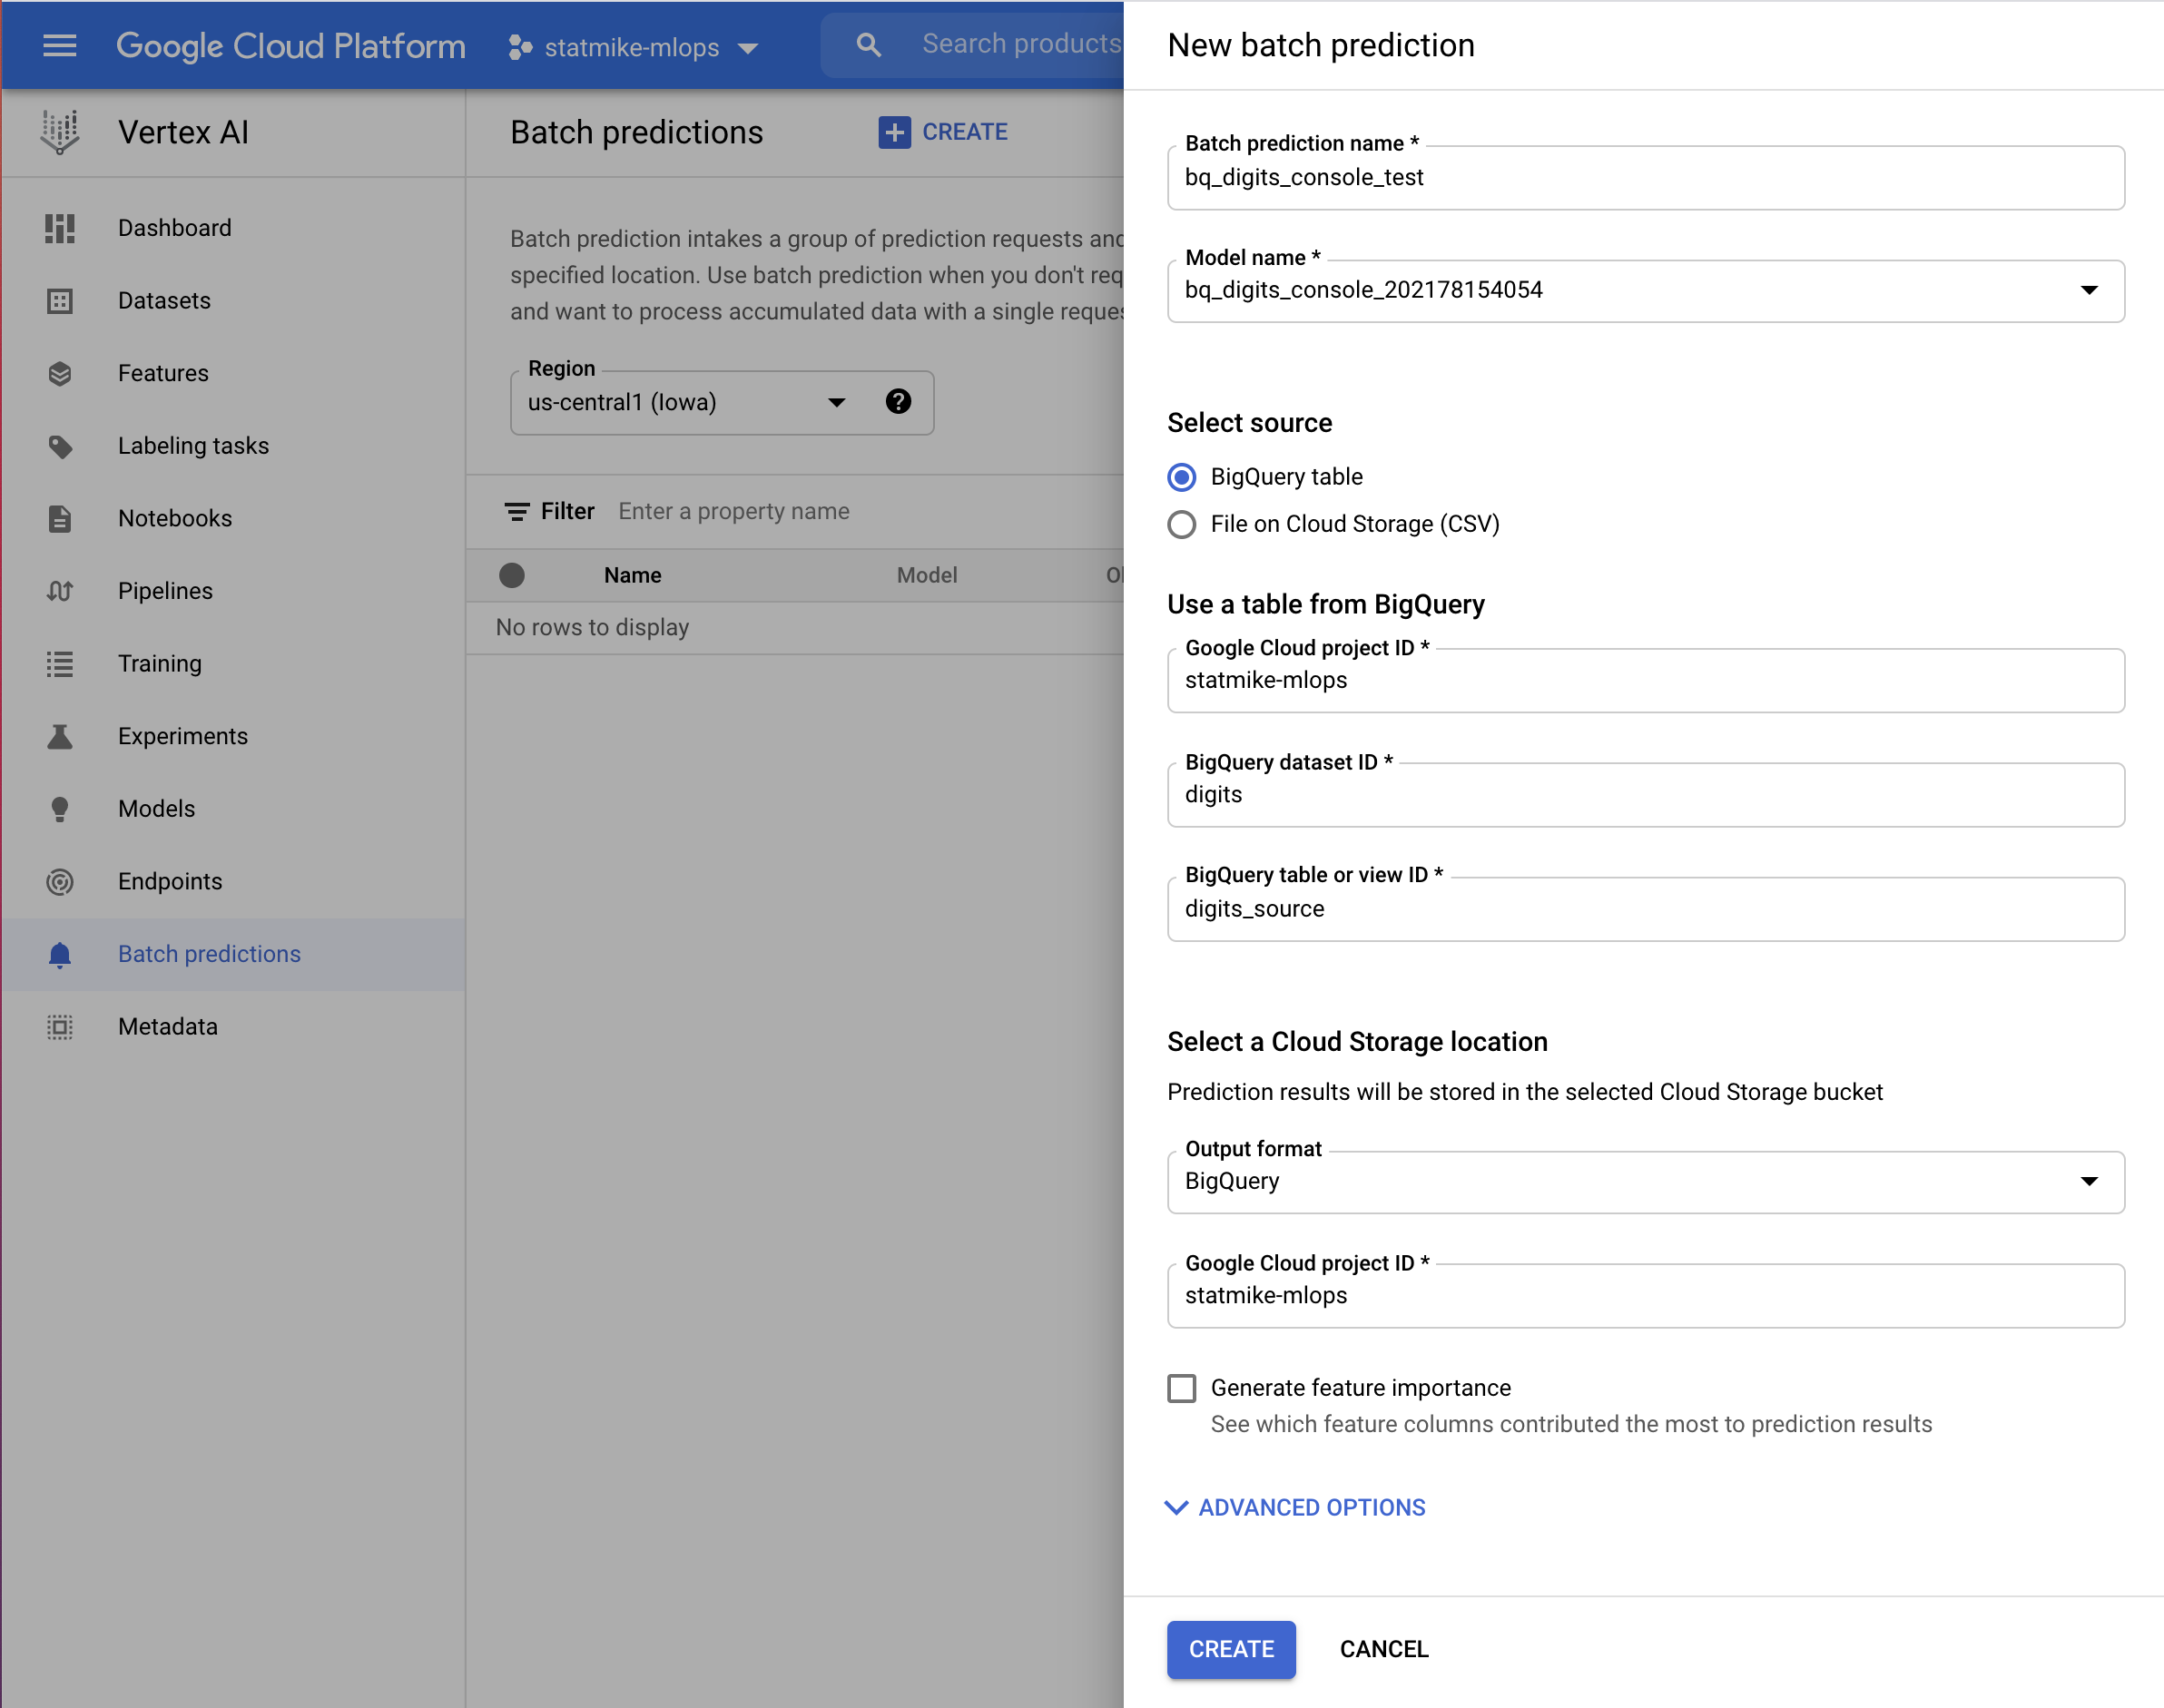 Google Cloud Platform
statmike-mlops
Search products
Vertex AI
Dashboard
Datasets
Features
Labeling tasks
Notebooks
Pipelines
Training
Experiments
Models
Endpoints
Batch predictions
Metadata
Batch predictions
CREATE
Batch prediction intakes a group of prediction requests
specified location. Use batch prediction when you don't
and want to process accumulated data with a single
Region
us-central1 (Iowa)
Filter
Enter a property name
Name
Model
No rows to display
New batch prediction
Batch prediction name *
bq_digits_console_test
Model name *
bq_digits_console_202178154054
Select source
BigQuery table
File on Cloud Storage (CSV)
Use a table from BigQuery
Google Cloud project ID *
statmike-mlops
BigQuery dataset ID *
digits
BigQuery table or view ID *
digits_source
Select a Cloud Storage location
Prediction results will be stored in the selected Cloud Storage bucket
Output format
BigQuery
Google Cloud project ID *
statmike-mlops
Generate feature importance
See which feature columns contributed the most to prediction results
ADVANCED OPTIONS
CREATE
CANCEL